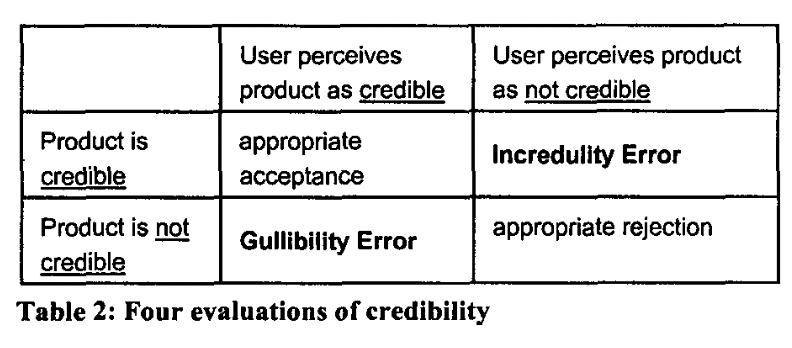 User perceives
product as credible
User perceives product
as not credible
Product is
credible
appropriate
acceptance
Incredulity Error
Product is not
credible
Gullibility Error
appropriate rejection
Table 2: Four evaluations of credibility